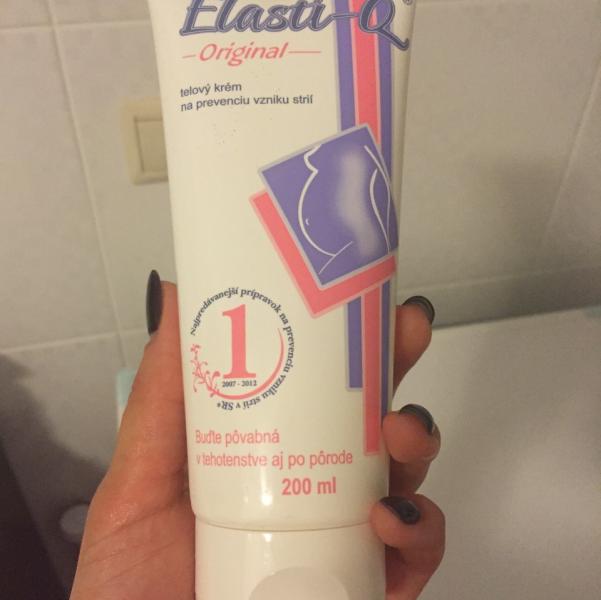 Elasti-Q®
Original
telový krém
na prevenciu vzniku strií
Najpredávanejší prípravok na prevenciu vzniku strií v SR*
1
2007 - 2012
Buďte pôvabná
v tehotenstve aj po pôrode
200 ml